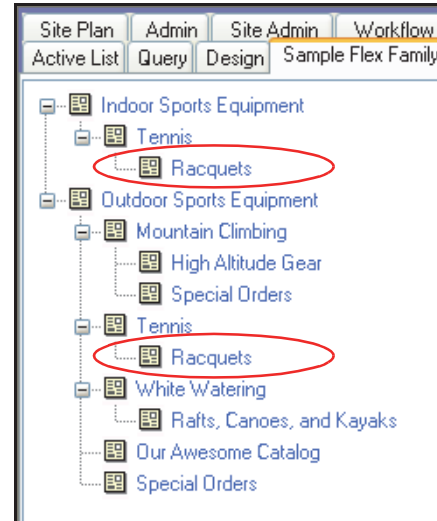 Site Plan Admin Site Admin Workflow
Active List Query Design Sample Flex Family
Indoor Sports Equipment
Tennis
Racquets
Outdoor Sports Equipment
Mountain Climbing
High Altitude Gear
Special Orders
Tennis
Racquets
White Watering
Rafts, Canoes, and Kayaks
Our Awesome Catalog
Special Orders